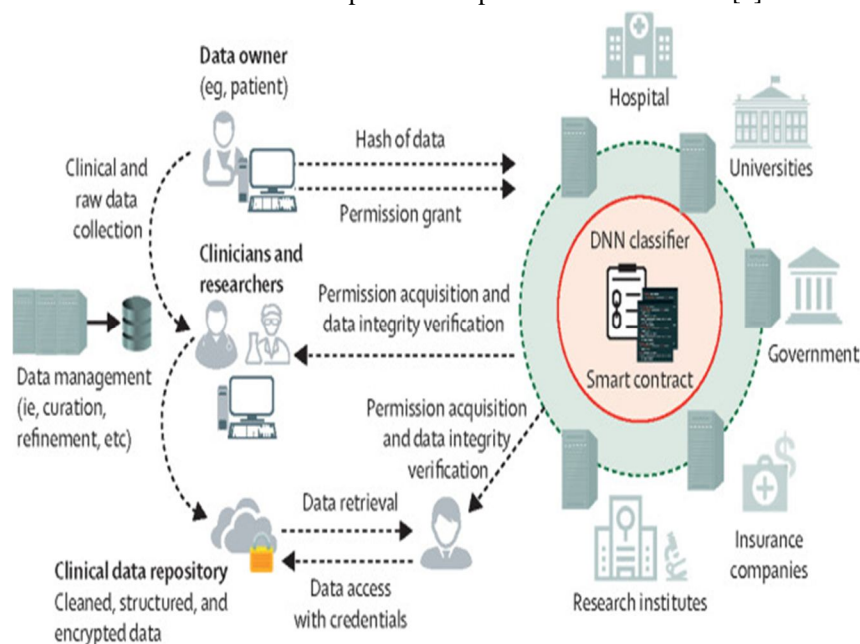 Data owner
(eg, patient)
Hospital
Universities
Hash of data
Permission grant
Clinical and
raw data
collection
DNN classifier
Smart contract
Clinicians and
researchers
Permission acquisition and
data integrity verification
Government
Data management
(ie, curation,
refinement, etc)
Permission acquisition
and data integrity
verification
Data retrieval
Insurance
companies
Clinical data repository
Cleaned, structured, and
encrypted data
Data access
with credentials
Research institutes